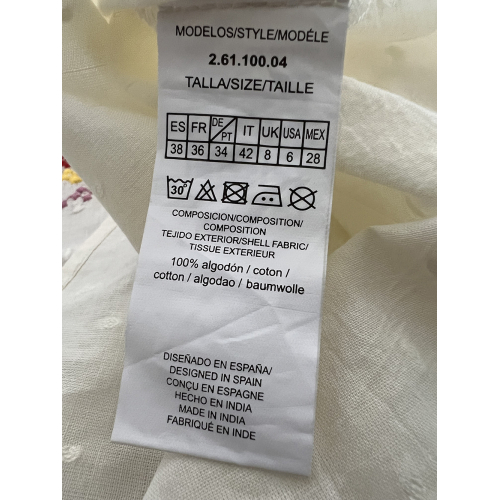 MODELOS/STYLE/MODÉLE
2.61.100.04
TALLA/SIZE/TAILLE
ES FR DE/PT IT UK USA MEX
38 36 34 42 8 6 28
30°
COMPOSICION/COMPOSITION/
COMPOSITION
TEJIDO EXTERIOR/SHELL FABRIC/
TISSUE EXTERIEUR
100% algodón / coton /
cotton / algodao / baumwolle
DISEÑADO EN ESPAÑA/
DESIGNED IN SPAIN
CONÇU EN ESPAGNE
HECHO EN INDIA
MADE IN INDIA
FABRIQUÉ EN INDE